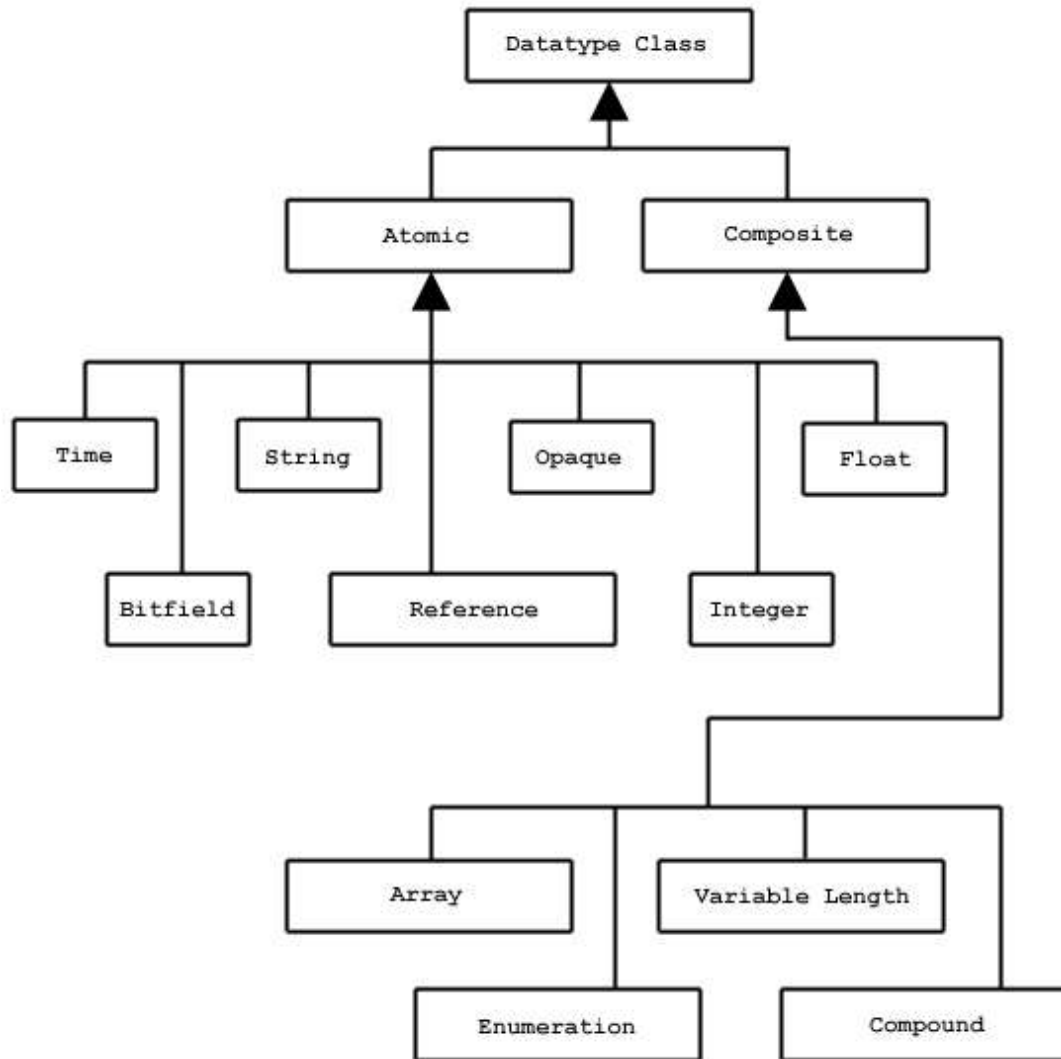 Datatype Class
Atomic
Composite
Time
String
Opaque
Float
Bitfield
Reference
Integer
Array
Variable Length
Enumeration
Compound